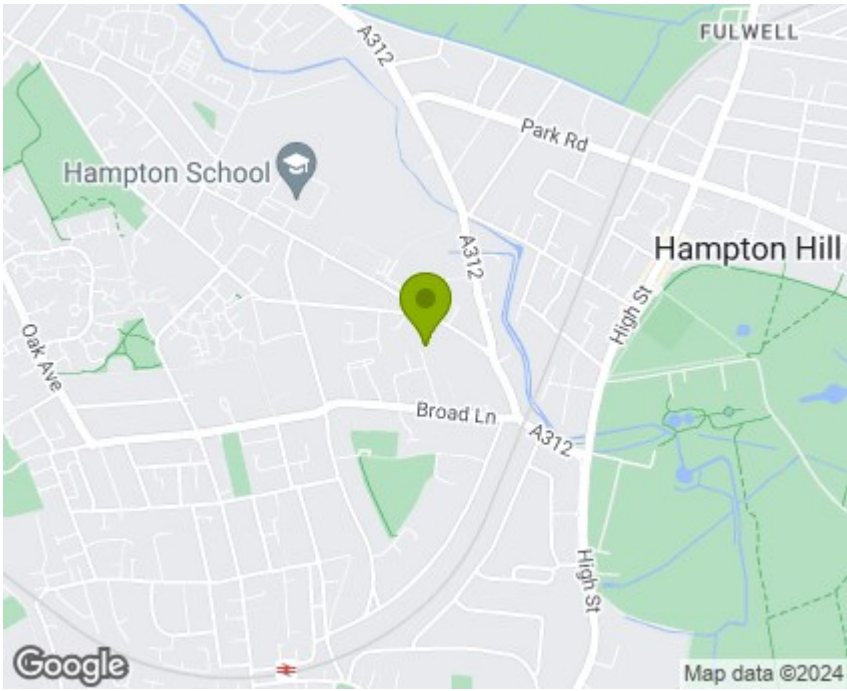 A312
FULWELL
Park Rd
Hampton School
A312
Hampton Hill
High St
Oak Ave
Broad Ln
A312
High St
Google
Map data ©2024